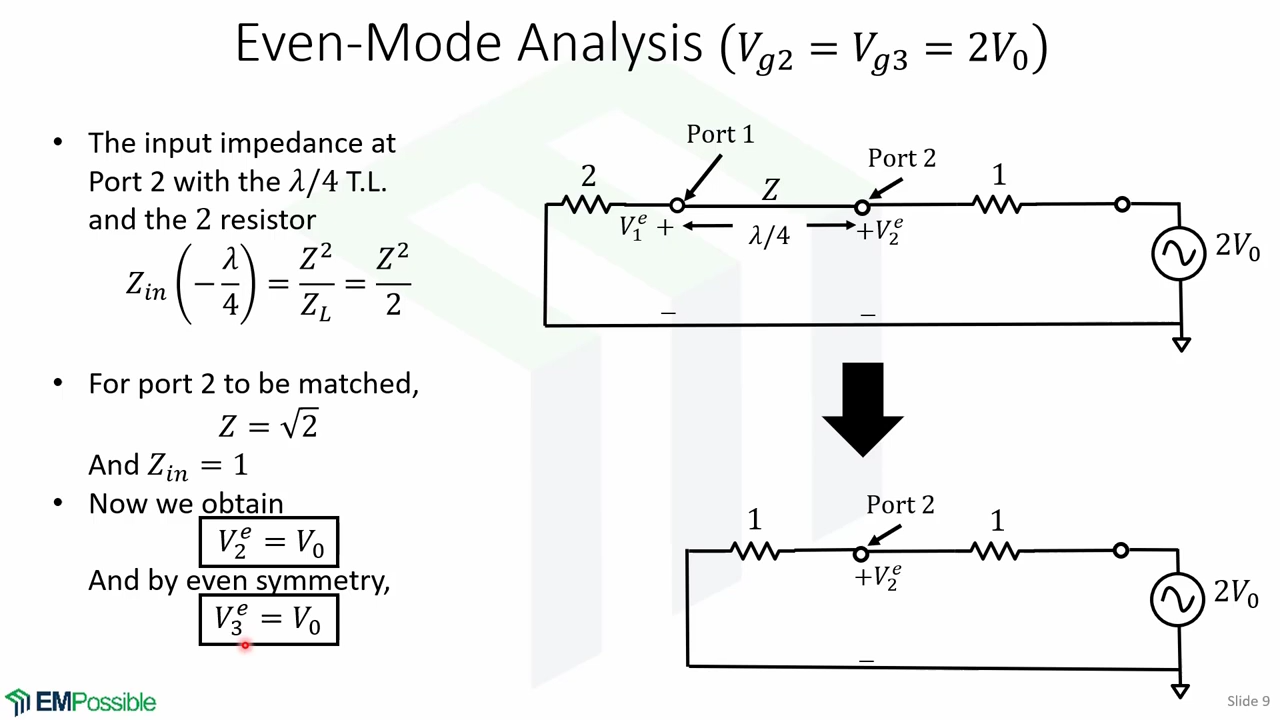 Even-Mode Analysis (V_{g2} = V_{g3} = 2V_0)
• The input impedance at
Port 2 with the λ/4 T.L.
and the 2 resistor
Z_{in}(−λ/4) = Z^2/Z_L = Z^2/2
• For port 2 to be matched,
Z = √2
And Z_{in} = 1
• Now we obtain
V_2^e = V_0
And by even symmetry,
V_3^e = V_0
Port 1
Port 2
2
Z
1
V_1^e +
λ/4
+V_2^e
2V_0
−
−
Port 2
1
1
+V_2^e
2V_0
−
EMPossible
Slide 9